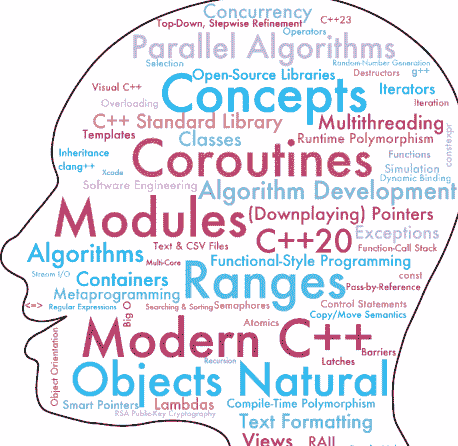 Concurrency
Top-Down, Stepwise Refinement
C++23
Operators
Parallel Algorithms
Selection
Random-Number Generation
Open-Source Libraries
Destructors
g++
Visual C++
Concepts
Iterators
Overloading
Iteration
C++ Standard Library
Multithreading
constexpr
Templates
Classes
Runtime Polymorphism
Inheritance
Coroutines
Functions
clang++
Xcode
Simulation
Dynamic Binding
Software Engineering
Algorithm Development
Modules
(Downplaying) Pointers
C++20
Exceptions
Algorithms
Text & CSV Files
Function-Call Stack
Multi-Core
Functional-Style Programming
Stream I/O
Containers
Ranges
const
Metaprogramming
Pass-by-Reference
<=>
Regular Expressions
Big O
Searching & Sorting
Semaphores
Control Statements
Copy/Move Semantics
Atomics
Object Orientation
Modern C++
Barriers
Recursion
Latches
Objects Natural
Smart Pointers
Lambdas
Compile-Time Polymorphism
RSA Public-Key Cryptography
Text Formatting
Views
RAII